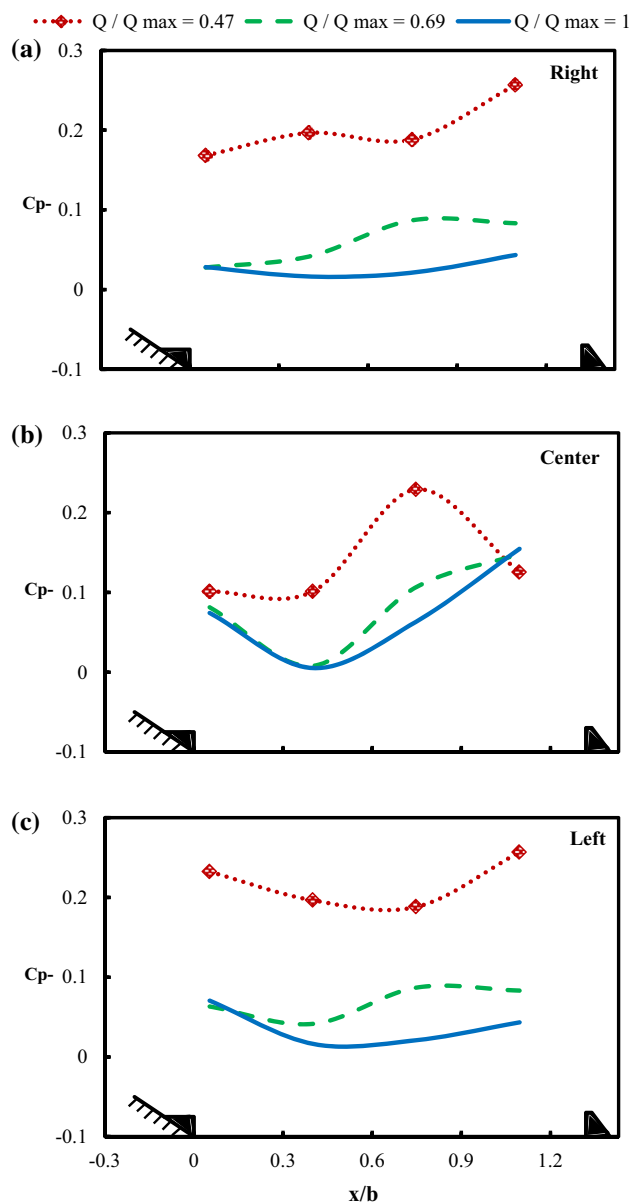 Q / Q max = 0.47 Q / Q max = 0.69 Q / Q max = 1
(a)
0.3
Right
0.2
Cp-
0.1
0
-0.1
(b)
0.3
Center
0.2
Cp-
0.1
0
-0.1
(c)
0.3
Left
0.2
Cp-
0.1
0
-0.1
-0.3 0 0.3 0.6 0.9 1.2
x/b